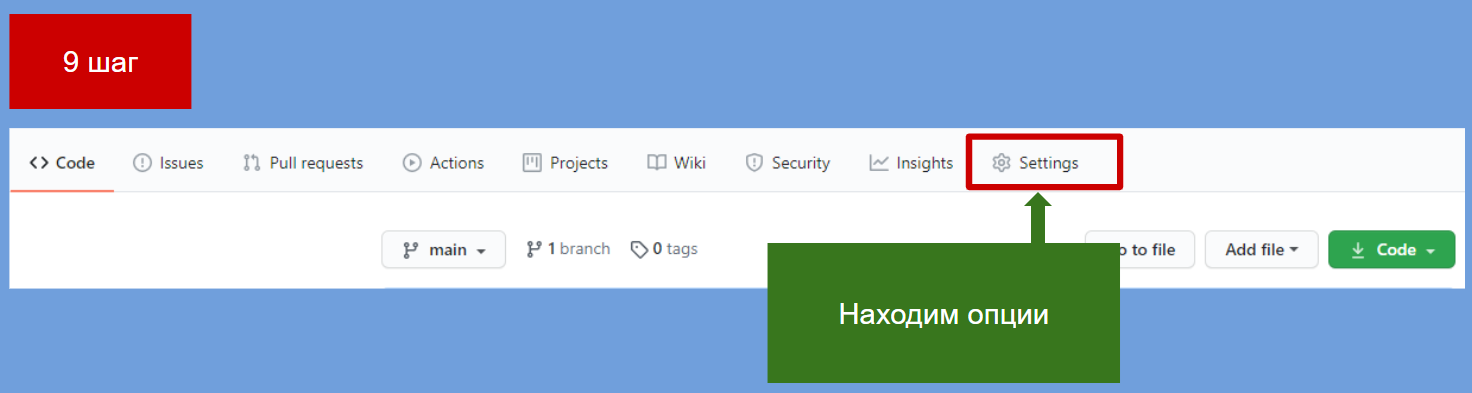 9 шаг
Code Issues Pull requests Actions Projects Wiki Security Insights Settings
main 1 branch 0 tags to file Add file Code
Находим опции